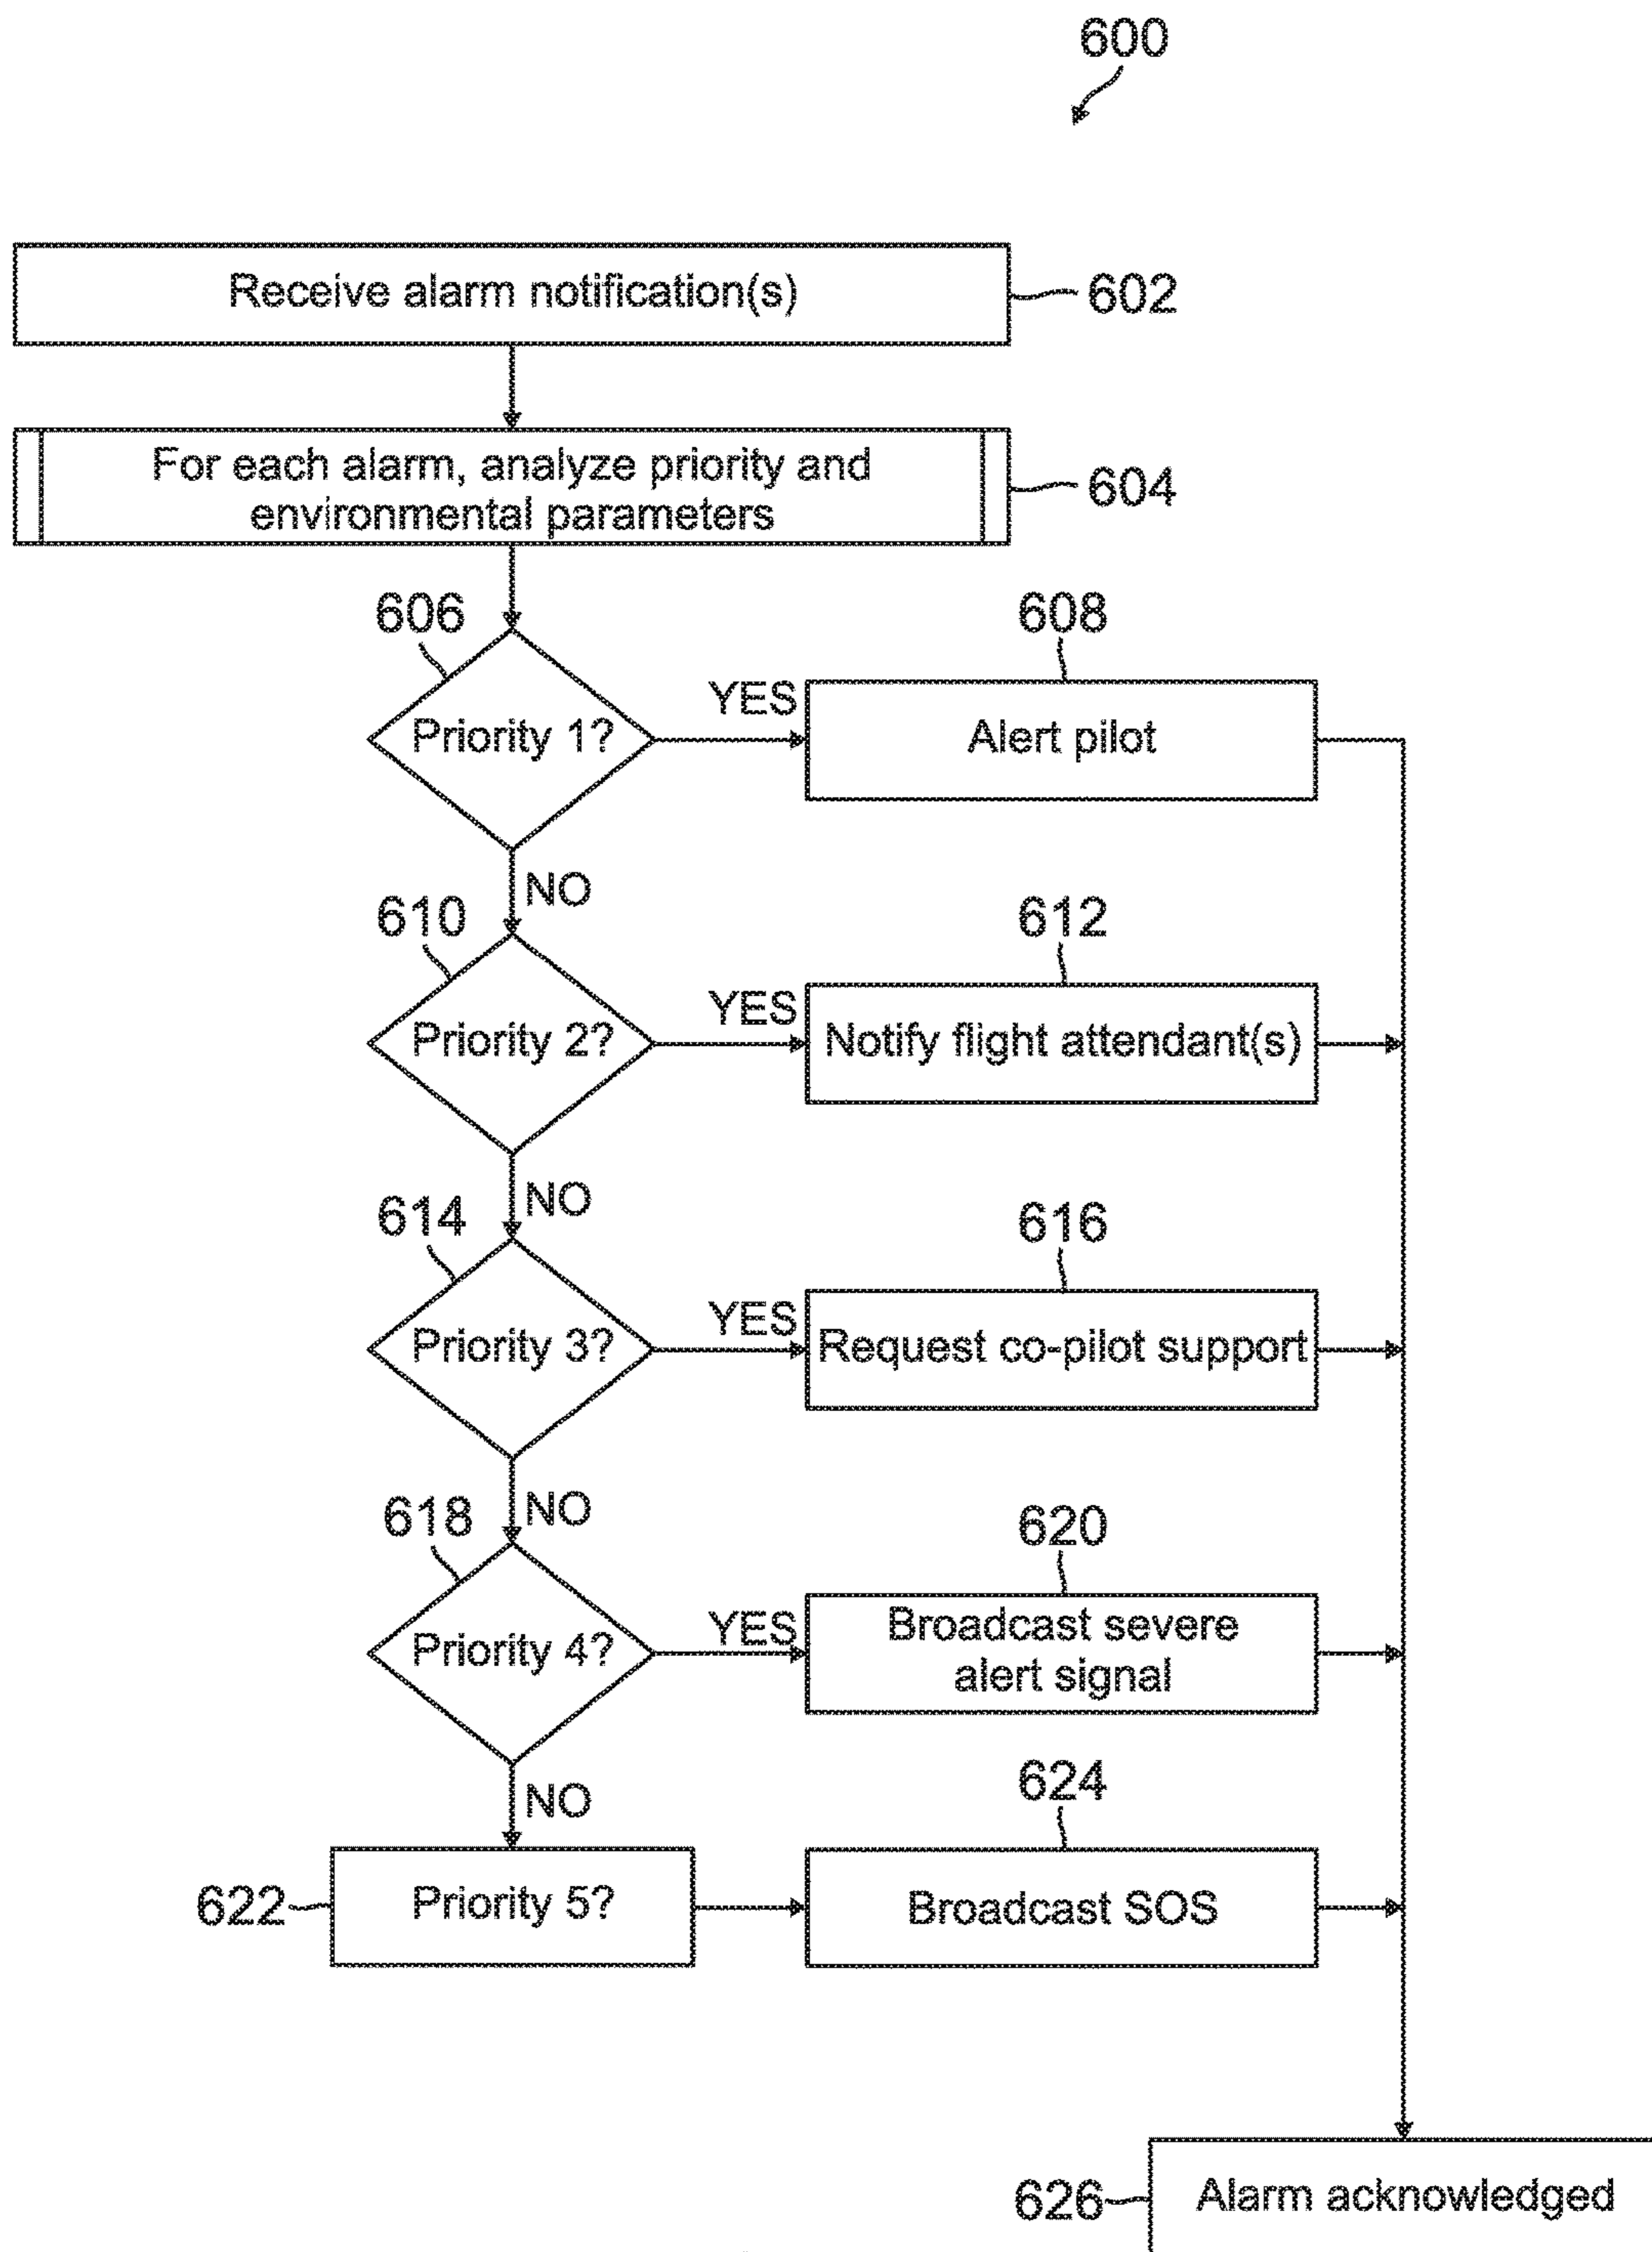 600
Receive alarm notification(s)
602
For each alarm, analyze priority and
environmental parameters
604
606
608
Priority 1?
YES
Alert pilot
NO
610
612
Priority 2?
YES
Notify flight attendant(s)
NO
614
616
Priority 3?
YES
Request co-pilot support
NO
618
620
Priority 4?
YES
Broadcast severe
alert signal
NO
624
622
Priority 5?
Broadcast SOS
626
Alarm acknowledged